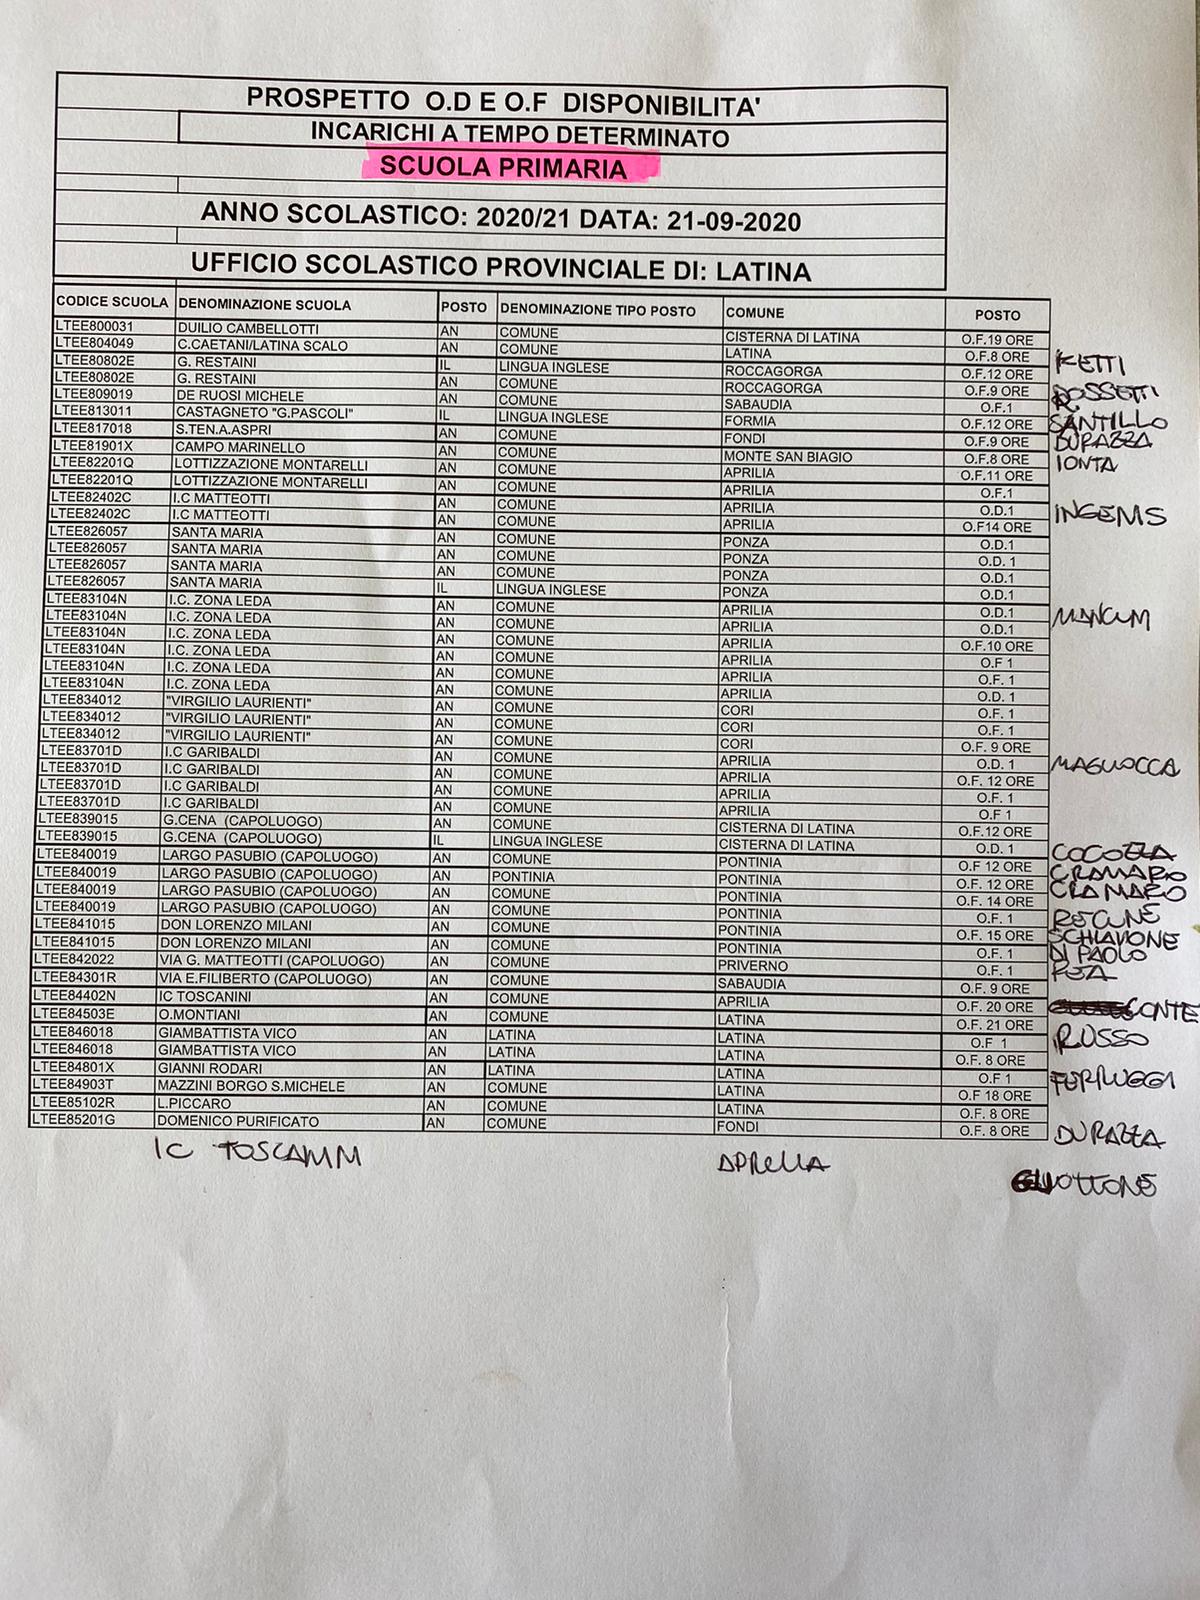 PROSPETTO O.D E O.F DISPONIBILITA'
INCARICHI A TEMPO DETERMINATO
SCUOLA PRIMARIA
ANNO SCOLASTICO: 2020/21 DATA: 21-09-2020
UFFICIO SCOLASTICO PROVINCIALE DI: LATINA
CODICE SCUOLA DENOMINAZIONE SCUOLA POSTO DENOMINAZIONE TIPO POSTO COMUNE POSTO
LTEE800031 DUILIO CAMBELLOTTI AN COMUNE CISTERNA DI LATINA O.F.19 ORE
LTEE804049 C.CAETANI/LATINA SCALO AN COMUNE LATINA O.F.8 ORE
LTEE80802E G. RESTAINI IL LINGUA INGLESE ROCCAGORGA O.F.12 ORE
LTEE80802E G. RESTAINI AN COMUNE ROCCAGORGA O.F.9 ORE ROSSETTI
LTEE809019 DE RUOSI MICHELE AN COMUNE SABAUDIA O.F.1
LTEE813011 CASTAGNETO "G.PASCOLI" IL LINGUA INGLESE FORMIA O.F.12 ORE SANTILLO
LTEE817018 S.TEN.A.ASPRI AN COMUNE FONDI O.F.9 ORE DURAZZA
LTEE81901X CAMPO MARINELLO AN COMUNE MONTE SAN BIAGIO O.F.8 ORE IONTA
LTEE82201Q LOTTIZZAZIONE MONTARELLI AN COMUNE APRILIA O.F.11 ORE
LTEE82201Q LOTTIZZAZIONE MONTARELLI AN COMUNE APRILIA O.F.1
LTEE82402C I.C MATTEOTTI AN COMUNE APRILIA O.D.1
LTEE82402C I.C MATTEOTTI AN COMUNE APRILIA O.F14 ORE
LTEE826057 SANTA MARIA AN COMUNE PONZA O.D.1
LTEE826057 SANTA MARIA AN COMUNE PONZA O.D. 1
LTEE826057 SANTA MARIA AN COMUNE PONZA O.D.1
LTEE826057 SANTA MARIA IL LINGUA INGLESE PONZA
LTEE83104N I.C. ZONA LEDA AN COMUNE APRILIA O.D.1
LTEE83104N I.C. ZONA LEDA AN COMUNE APRILIA O.D.1
LTEE83104N I.C. ZONA LEDA AN COMUNE APRILIA O.F.10 ORE
LTEE83104N I.C. ZONA LEDA AN COMUNE APRILIA O.F 1
LTEE83104N I.C. ZONA LEDA AN COMUNE APRILIA O.F. 1
LTEE83104N I.C. ZONA LEDA AN COMUNE APRILIA O.D. 1
LTEE834012 "VIRGILIO LAURIENTI" AN COMUNE CORI O.F. 1
LTEE834012 "VIRGILIO LAURIENTI" AN COMUNE CORI O.F. 1
LTEE834012 "VIRGILIO LAURIENTI" AN COMUNE CORI O.F. 9 ORE
LTEE83701D I.C GARIBALDI AN COMUNE APRILIA O.D. 1 MAGLIOCCA
LTEE83701D I.C GARIBALDI AN COMUNE APRILIA O.F. 12 ORE
LTEE83701D I.C GARIBALDI AN COMUNE APRILIA O.F. 1
LTEE83701D I.C GARIBALDI AN COMUNE APRILIA O.F 1
LTEE839015 G.CENA (CAPOLUOGO) AN COMUNE CISTERNA DI LATINA O.F.12 ORE
LTEE839015 G.CENA (CAPOLUOGO) IL LINGUA INGLESE CISTERNA DI LATINA O.D. 1
LTEE840019 LARGO PASUBIO (CAPOLUOGO) AN COMUNE PONTINIA O.F 12 ORE COCOZZA
LTEE840019 LARGO PASUBIO (CAPOLUOGO) AN PONTINIA PONTINIA O.F. 12 ORE CRAMARO
LTEE840019 LARGO PASUBIO (CAPOLUOGO) AN COMUNE PONTINIA O.F. 14 ORE CRAMARO
LTEE840019 LARGO PASUBIO (CAPOLUOGO) AN COMUNE PONTINIA O.F. 1 RECINE
LTEE841015 DON LORENZO MILANI AN COMUNE PONTINIA O.F. 15 ORE SCHIAVONE
LTEE841015 DON LORENZO MILANI AN COMUNE PONTINIA O.F. 1 DI PAOLO
LTEE842022 VIA G. MATTEOTTI (CAPOLUOGO) AN COMUNE PRIVERNO O.F. 1 REA
LTEE84301R VIA E.FILIBERTO (CAPOLUOGO) AN COMUNE SABAUDIA O.F. 9 ORE
LTEE84402N IC TOSCANINI AN COMUNE APRILIA O.F. 20 ORE CONTE
LTEE84503E O.MONTIANI AN COMUNE LATINA O.F. 21 ORE
LTEE846018 GIAMBATTISTA VICO AN LATINA LATINA O.F 1 RUSSO
LTEE846018 GIAMBATTISTA VICO AN LATINA LATINA O.F. 8 ORE
LTEE84801X GIANNI RODARI AN LATINA LATINA O.F 1
LTEE84903T MAZZINI BORGO S.MICHELE AN COMUNE LATINA O.F 18 ORE
LTEE85102R L.PICCARO AN COMUNE LATINA O.F. 8 ORE
LTEE85201G DOMENICO PURIFICATO AN COMUNE FONDI O.F. 8 ORE DURAZZA
IC TOSCANINI APRILIA